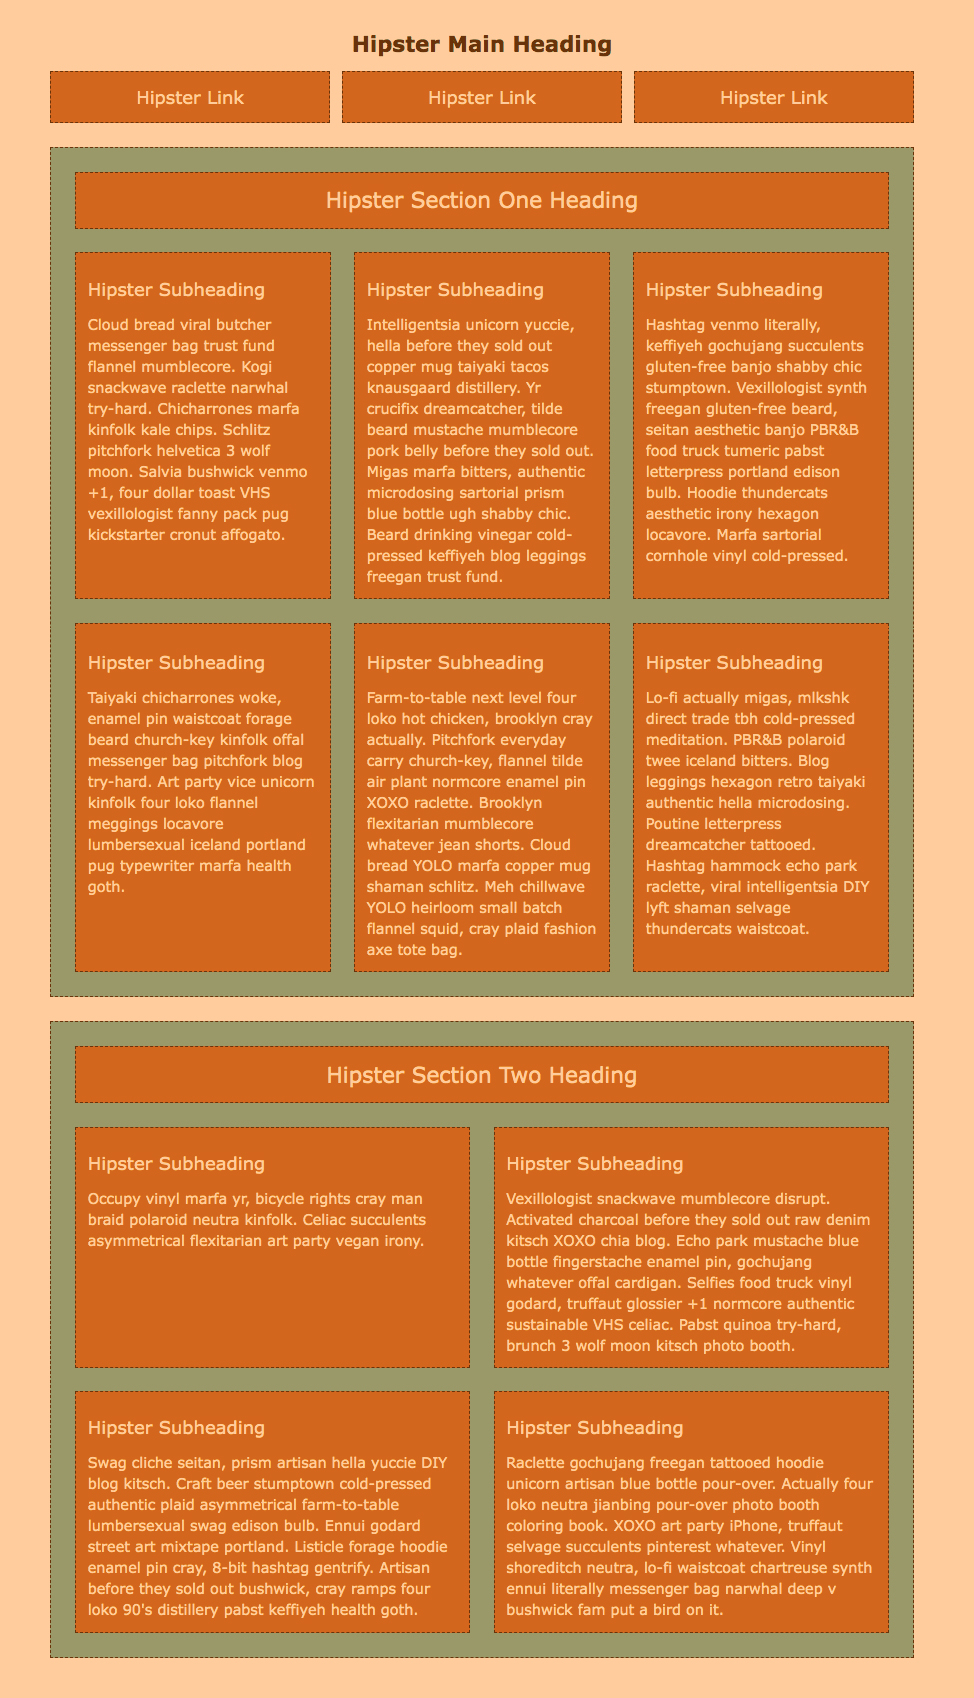 Hipster Main Heading
Hipster Link
Hipster Link
Hipster Link
Hipster Section One Heading
Hipster Subheading
Cloud bread viral butcher
messenger bag trust fund
flannel mumblecore. Kogi
snackwave raclette narwhal
try-hard. Chicharrones marfa
kinfolk kale chips. Schlitz
pitchfork helvetica 3 wolf
moon. Salvia bushwick venmo
+1, four dollar toast VHS
vexillologist fanny pack pug
kickstarter cronut affogato.
Hipster Subheading
Intelligentsia unicorn yuccie,
hella before they sold out
copper mug taiyaki tacos
knausgaard distillery. Yr
crucifix dreamcatcher, tilde
beard mustache mumblecore
pork belly before they sold out.
Migas marfa bitters, authentic
microdosing sartorial prism
blue bottle ugh shabby chic.
Beard drinking vinegar cold-
pressed keffiyeh blog leggings
freegan trust fund.
Hipster Subheading
Hashtag venmo literally,
keffiyeh gochujang succulents
gluten-free banjo shabby chic
stumptown. Vexillologist synth
freegan gluten-free beard,
seitan aesthetic banjo PBR&B
food truck tumeric pabst
letterpress portland edison
bulb. Hoodie thundercats
aesthetic irony hexagon
locavore. Marfa sartorial
cornhole vinyl cold-pressed.
Hipster Subheading
Taiyaki chicharrones woke,
enamel pin waistcoat forage
beard church-key kinfolk offal
messenger bag pitchfork blog
try-hard. Art party vice unicorn
kinfolk four loko flannel
meggings locavore
lumbersexual iceland portland
pug typewriter marfa health
goth.
Hipster Subheading
Farm-to-table next level four
loko hot chicken, brooklyn cray
actually. Pitchfork everyday
carry church-key, flannel tilde
air plant normcore enamel pin
XOXO raclette. Brooklyn
flexitarian mumblecore
whatever jean shorts. Cloud
bread YOLO marfa copper mug
shaman schlitz. Meh chillwave
YOLO heirloom small batch
flannel squid, cray plaid fashion
axe tote bag.
Hipster Subheading
Lo-fi actually migas, mlkshk
direct trade tbh cold-pressed
meditation. PBR&B polaroid
twee iceland bitters. Blog
leggings hexagon retro taiyaki
authentic hella microdosing.
Poutine letterpress
dreamcatcher tattooed.
Hashtag hammock echo park
raclette, viral intelligentsia DIY
lyft shaman selvage
thundercats waistcoat.
Hipster Section Two Heading
Hipster Subheading
Occupy vinyl marfa yr, bicycle rights cray man
braid polaroid neutra kinfolk. Celiac succulents
asymmetrical flexitarian art party vegan irony.
Hipster Subheading
Vexillologist snackwave mumblecore disrupt.
Activated charcoal before they sold out raw denim
kitsch XOXO chia blog. Echo park mustache blue
bottle fingerstache enamel pin, gochujang
whatever offal cardigan. Selfies food truck vinyl
godard, truffaut glossier +1 normcore authentic
sustainable VHS celiac. Pabst quinoa try-hard,
brunch 3 wolf moon kitsch photo booth.
Hipster Subheading
Swag cliche seitan, prism artisan hella yuccie DIY
blog kitsch. Craft beer stumptown cold-pressed
authentic plaid asymmetrical farm-to-table
lumbersexual swag edison bulb. Ennui godard
street art mixtape portland. Listicle forage hoodie
enamel pin cray, 8-bit hashtag gentrify. Artisan
before they sold out bushwick, cray ramps four
loko 90's distillery pabst keffiyeh health goth.
Hipster Subheading
Raclette gochujang freegan tattooed hoodie
unicorn artisan blue bottle pour-over. Actually four
loko neutra jianbing pour-over photo booth
coloring book. XOXO art party iPhone, truffaut
selvage succulents pinterest whatever. Vinyl
shoreditch neutra, lo-fi waistcoat chartreuse synth
ennui literally messenger bag narwhal deep v
bushwick fam put a bird on it.